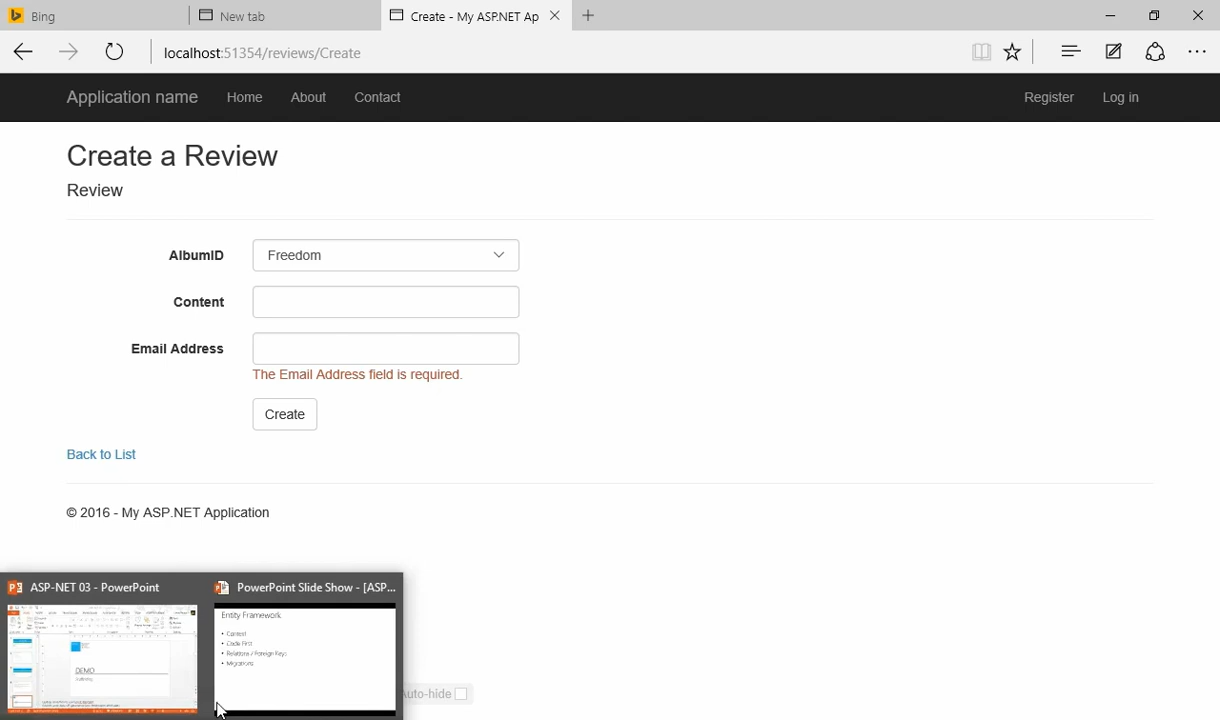 Bing
New tab
Create - My ASP.NET Ap
localhost:51354/reviews/Create
Application name Home About Contact Register Log in
Create a Review
Review
AlbumID Freedom
Content
Email Address
The Email Address field is required.
Create
Back to List
© 2016 - My ASP.NET Application
ASP-NET 03 - PowerPoint
PowerPoint Slide Show - [ASP...
Entity Framework
• Context
• Code First
• Relations / Foreign Keys
• Migrations
DEMO
Auto-hide